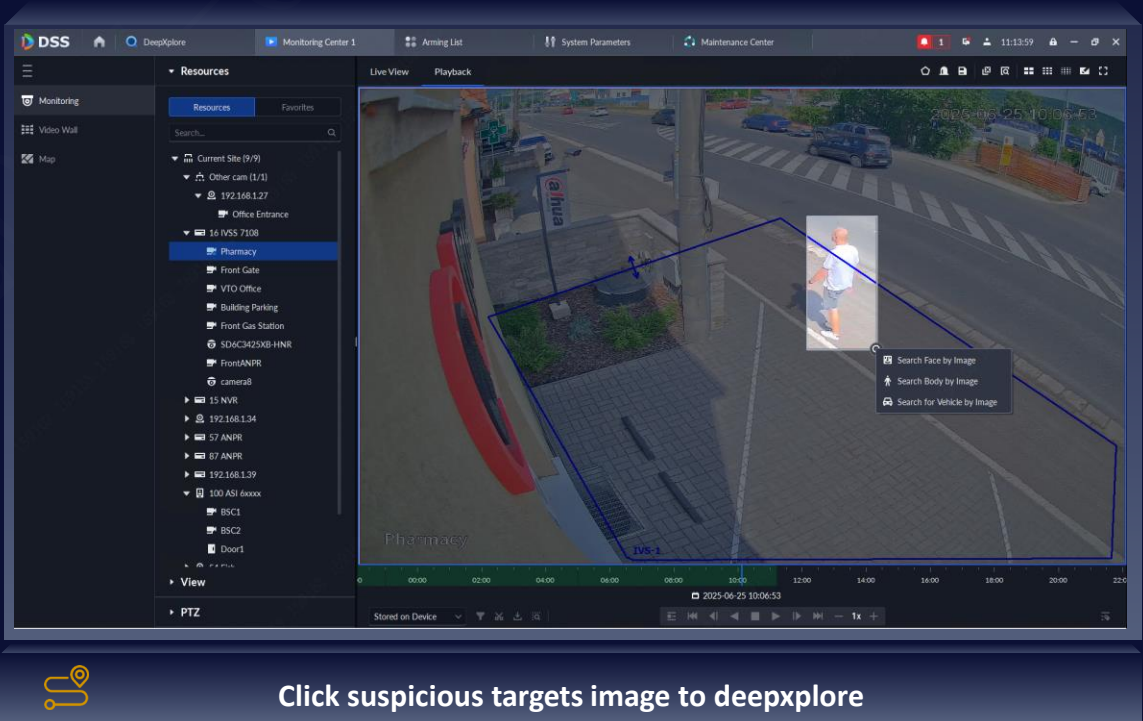 DSS
DeepXplore
Monitoring Center 1
Arming List
System Parameters
Maintenance Center
1
11:13:59
Monitoring
Video Wall
Map
Resources
Resources
Favorites
Search...
Current Site (9/9)
Other cam (1/1)
192.168.1.27
Office Entrance
16 IVSS 7108
Pharmacy
Front Gate
VTO Office
Building Parking
Front Gas Station
SD6C3425XB-HNR
FrontANPR
camera8
15 NVR
192.168.1.34
57 ANPR
87 ANPR
192.168.1.39
100 ASI 6xxxx
BSC1
BSC2
Door1
View
PTZ
Live View
Playback
2025-06-25 10:06:53
alhua
Search Face by Image
Search Body by Image
Search for Vehicle by Image
Pharmacy
IVS-1
0 00:00 02:00 04:00 06:00 08:00 10:00 12:00 14:00 16:00 18:00 20:00 22:0
2025-06-25 10:06:53
Stored on Device
1x
Click suspicious targets image to deepxplore